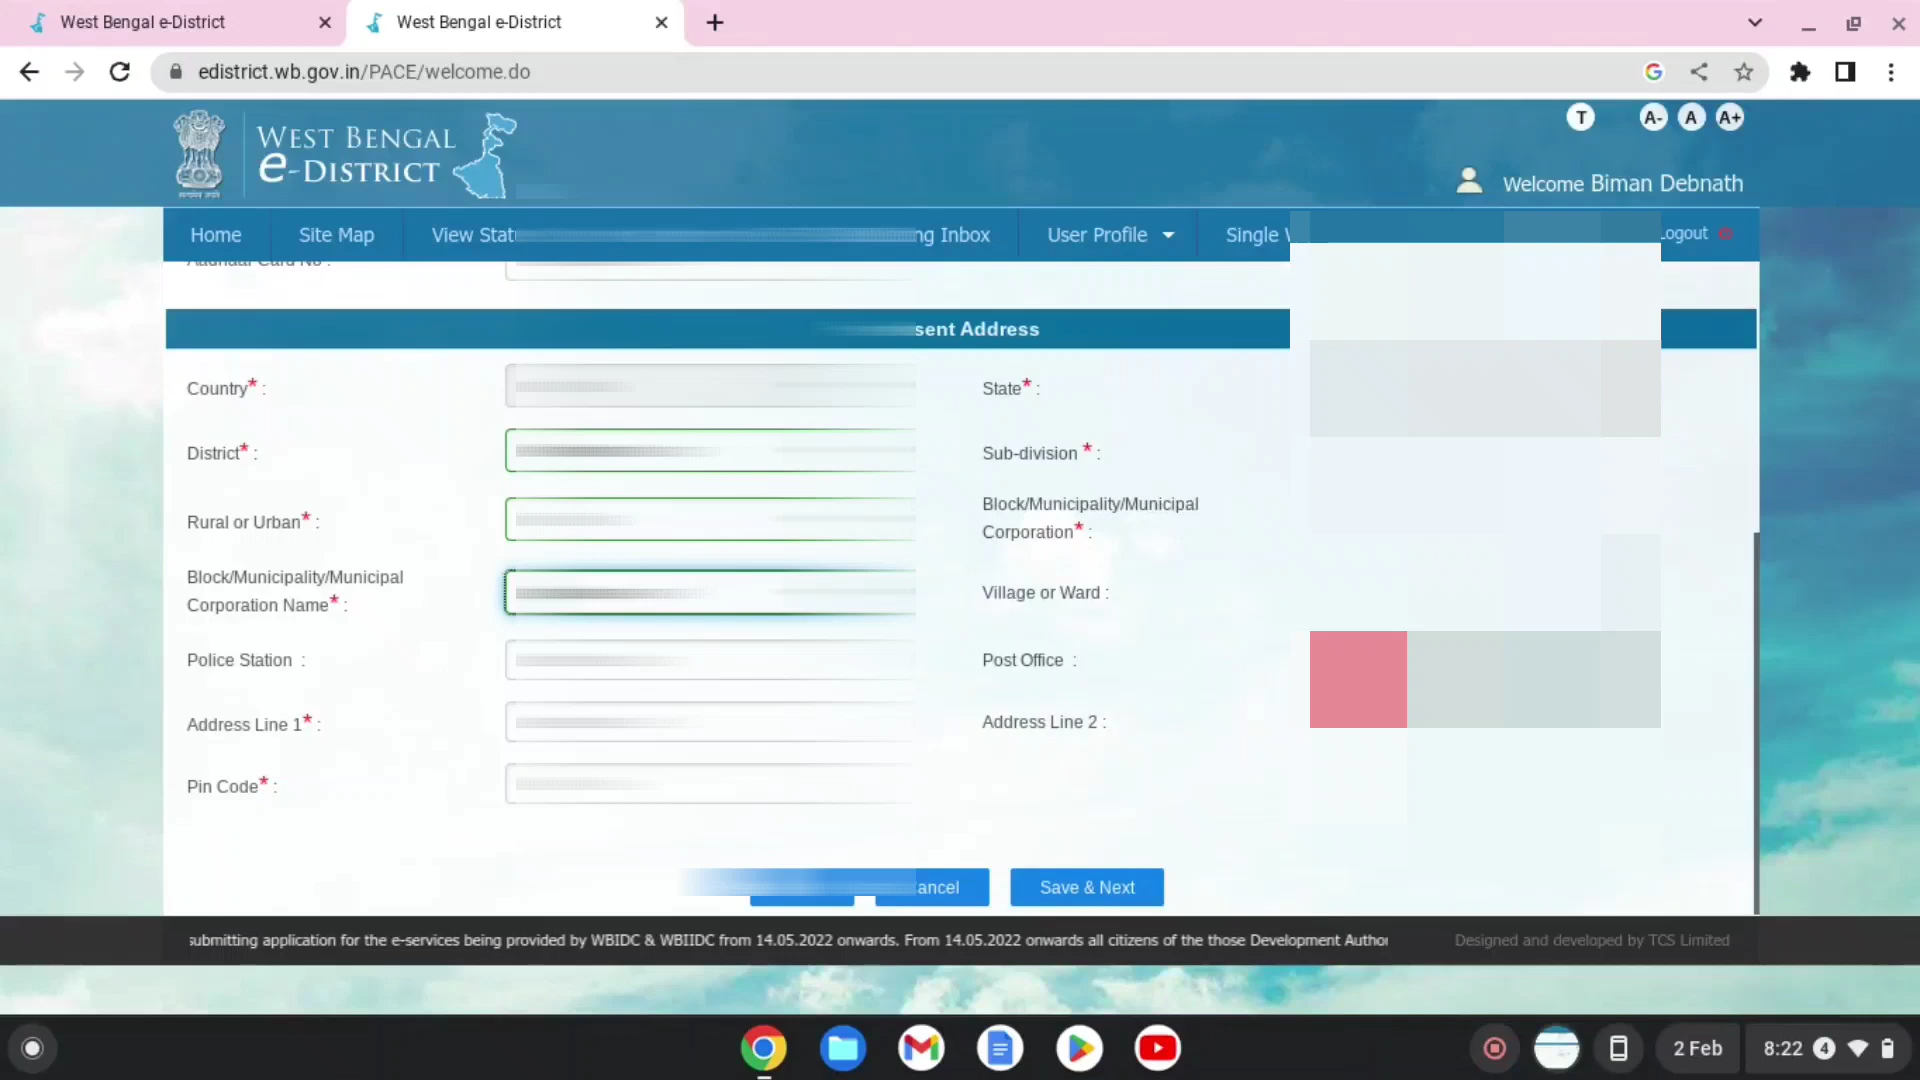 West Bengal e-District
West Bengal e-District
edistrict.wb.gov.in/PACE/welcome.do
T A- A A+
WEST BENGAL
e-DISTRICT
Welcome Biman Debnath
Home Site Map View Stat ng Inbox User Profile Single Logout
Aadhaar Card No :
sent Address
Country* :
State* :
District* :
Sub-division * :
Rural or Urban* :
Block/Municipality/Municipal
Corporation* :
Block/Municipality/Municipal
Corporation Name* :
Village or Ward :
Police Station :
Post Office :
Address Line 1* :
Address Line 2 :
Pin Code* :
ancel
Save & Next
submitting application for the e-services being provided by WBIDC & WBIIDC from 14.05.2022 onwards. From 14.05.2022 onwards all citizens of the those Development Author
Designed and developed by TCS Limited
2 Feb
8:22 4